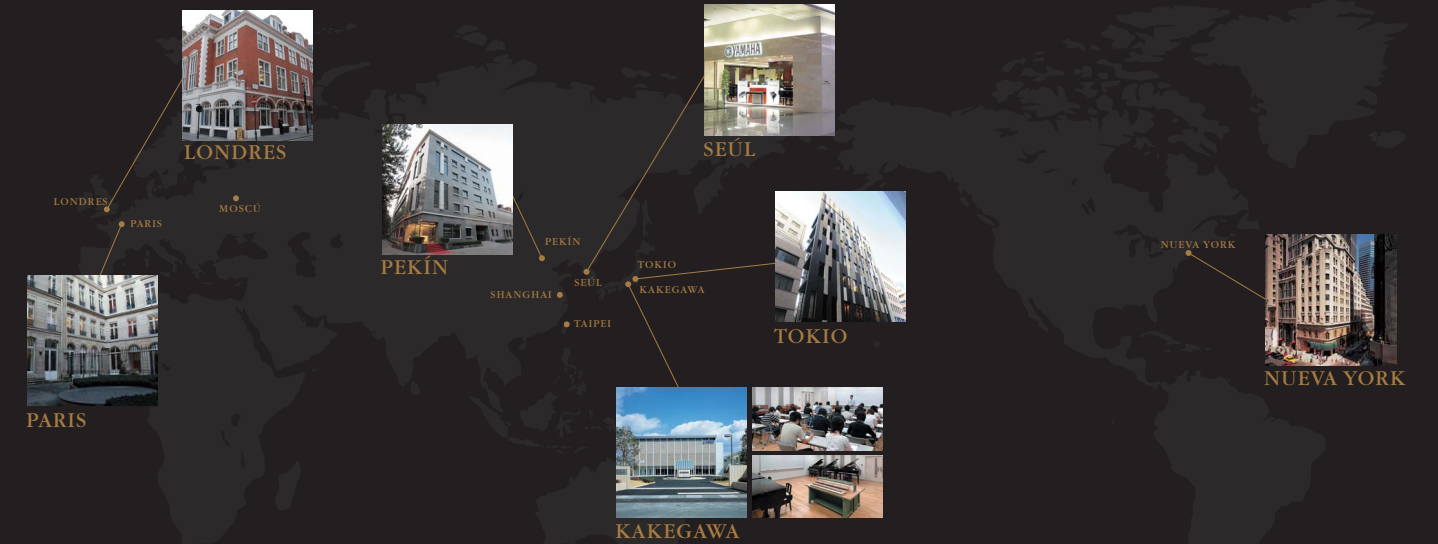 LONDRES
LONDRES
MOSCÚ
PARIS
PARIS
PEKÍN
PEKÍN
YAMAHA
SEÚL
SEÚL
SHANGHAI
TAIPEI
TOKIO
KAKEGAWA
TOKIO
KAKEGAWA
NUEVA YORK
NUEVA YORK